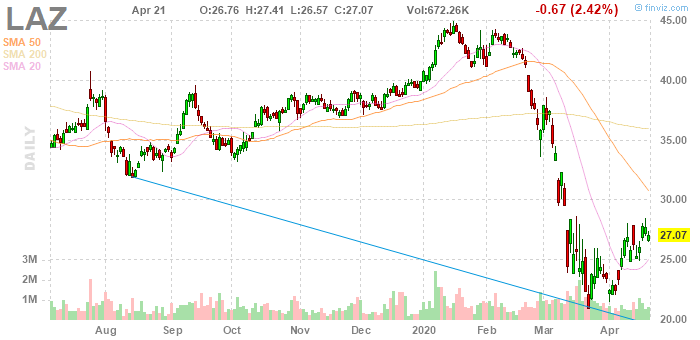 LAZ
Apr 21 O:26.76 H:27.41 L:26.57 C:27.07 Vol:672.26K -0.67 (2.42%)
© finviz.com
SMA 50
SMA 200
SMA 20
DAILY
45.00
40.00
35.00
30.00
27.07
25.00
20.00
3M
2M
1M
Aug Sep Oct Nov Dec 2020 Feb Mar Apr